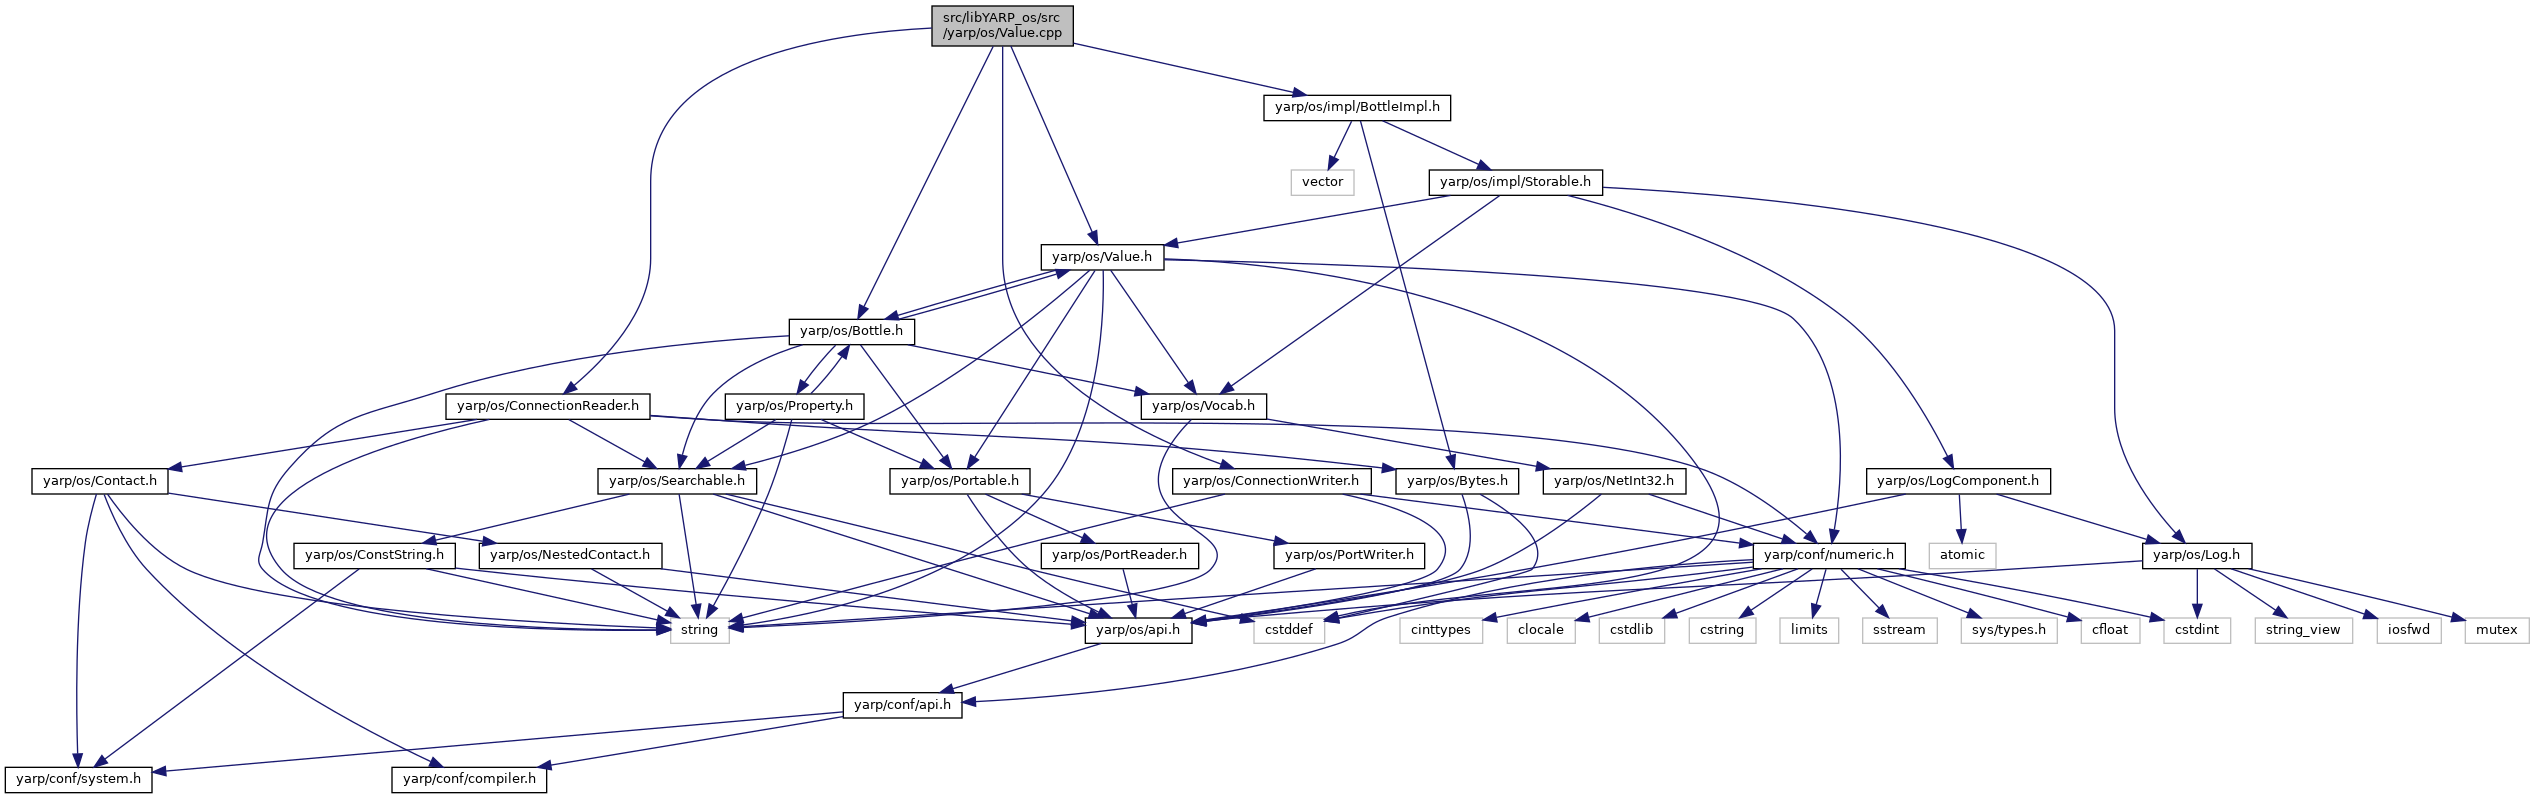 src/libYARP_os/src
/yarp/os/Value.cpp
yarp/os/impl/BottleImpl.h
vector
yarp/os/impl/Storable.h
yarp/os/Value.h
yarp/os/Bottle.h
yarp/os/ConnectionReader.h
yarp/os/Property.h
yarp/os/Vocab.h
yarp/os/Contact.h
yarp/os/Searchable.h
yarp/os/Portable.h
yarp/os/ConnectionWriter.h
yarp/os/Bytes.h
yarp/os/NetInt32.h
yarp/os/LogComponent.h
yarp/os/ConstString.h
yarp/os/NestedContact.h
yarp/os/PortReader.h
yarp/os/PortWriter.h
yarp/conf/numeric.h
atomic
yarp/os/Log.h
string
yarp/os/api.h
cstddef
cinttypes
clocale
cstdlib
cstring
limits
sstream
sys/types.h
cfloat
cstdint
string_view
iosfwd
mutex
yarp/conf/api.h
yarp/conf/system.h
yarp/conf/compiler.h